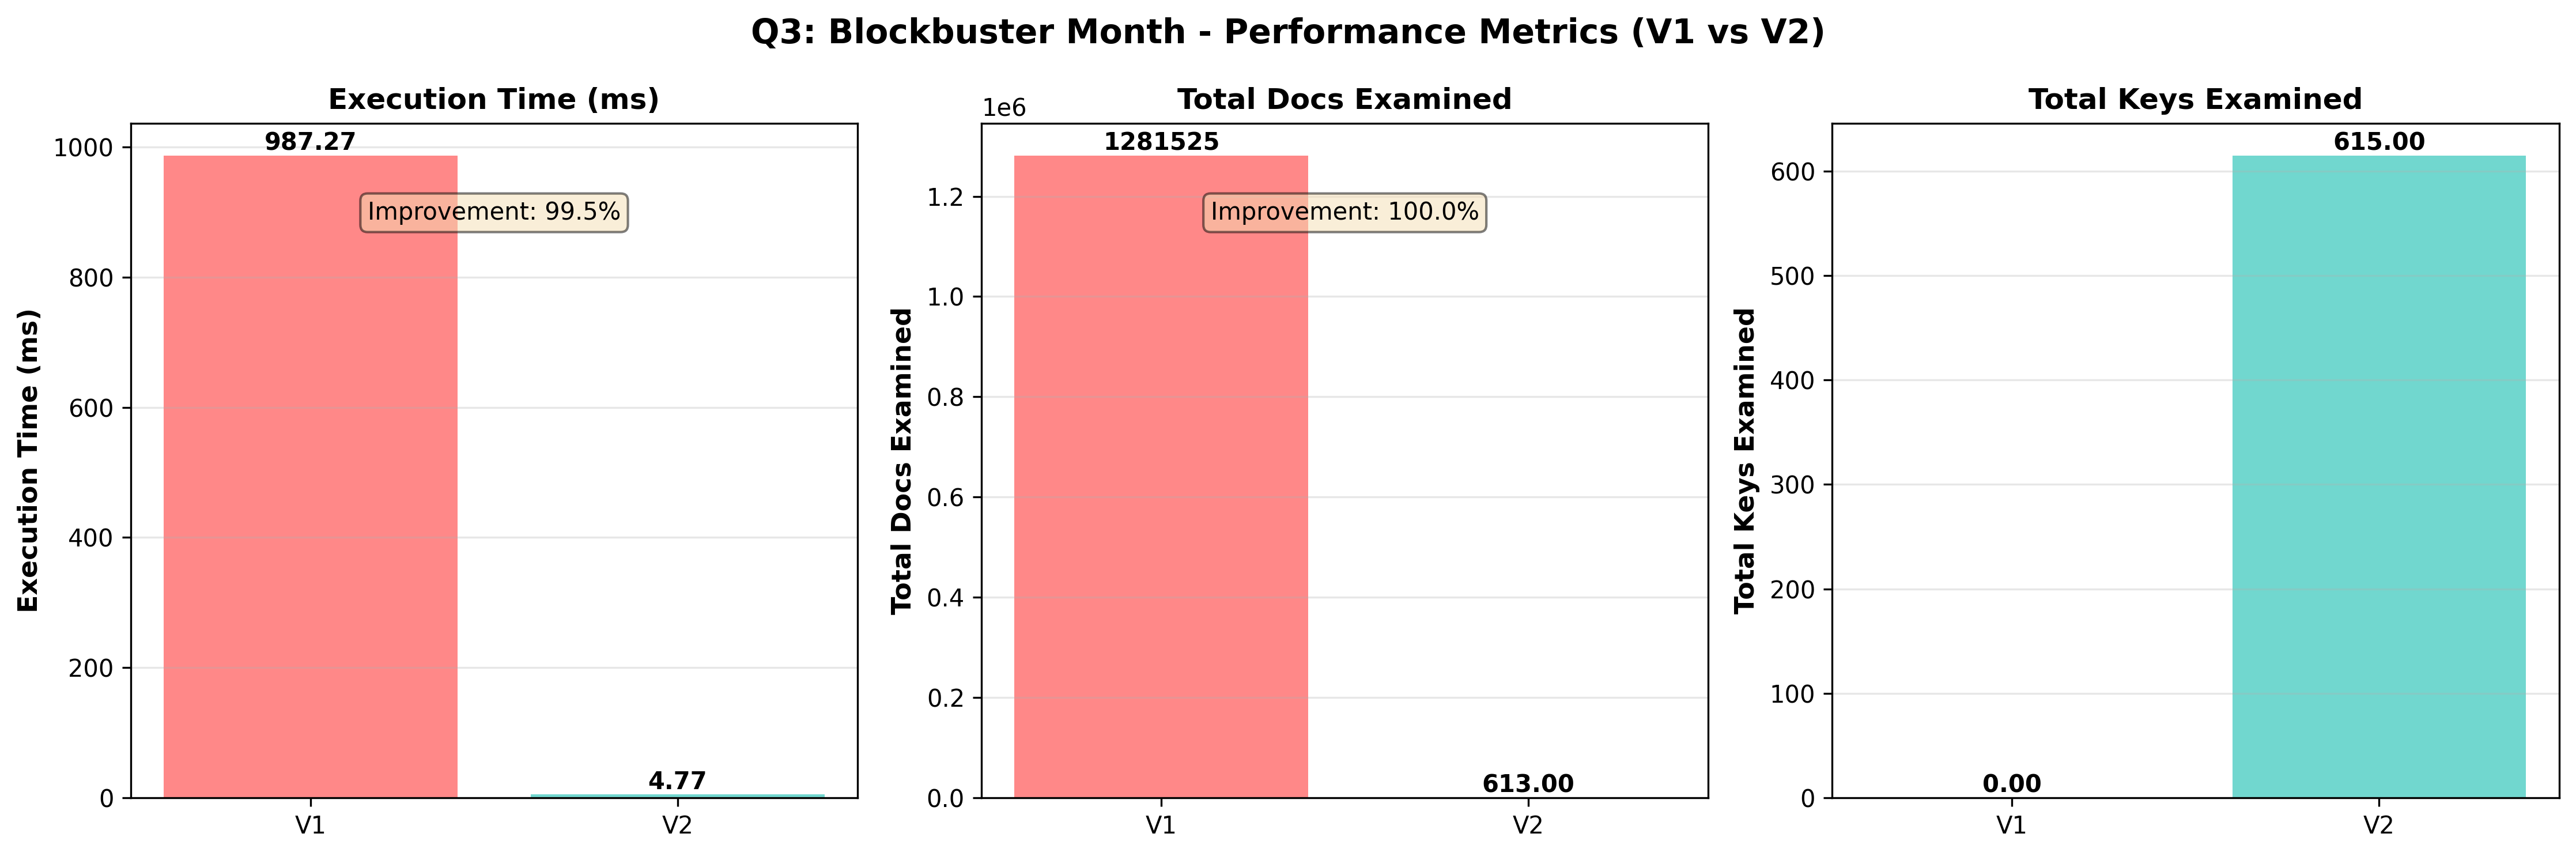 Q3: Blockbuster Month - Performance Metrics (V1 vs V2)
Execution Time (ms)
Execution Time (ms)
1000
800
600
400
200
0
987.27
Improvement: 99.5%
4.77
V1
V2
Total Docs Examined
1e6
Total Docs Examined
1.2
1.0
0.8
0.6
0.4
0.2
0.0
1281525
Improvement: 100.0%
613.00
V1
V2
Total Keys Examined
Total Keys Examined
600
500
400
300
200
100
0
615.00
0.00
V1
V2